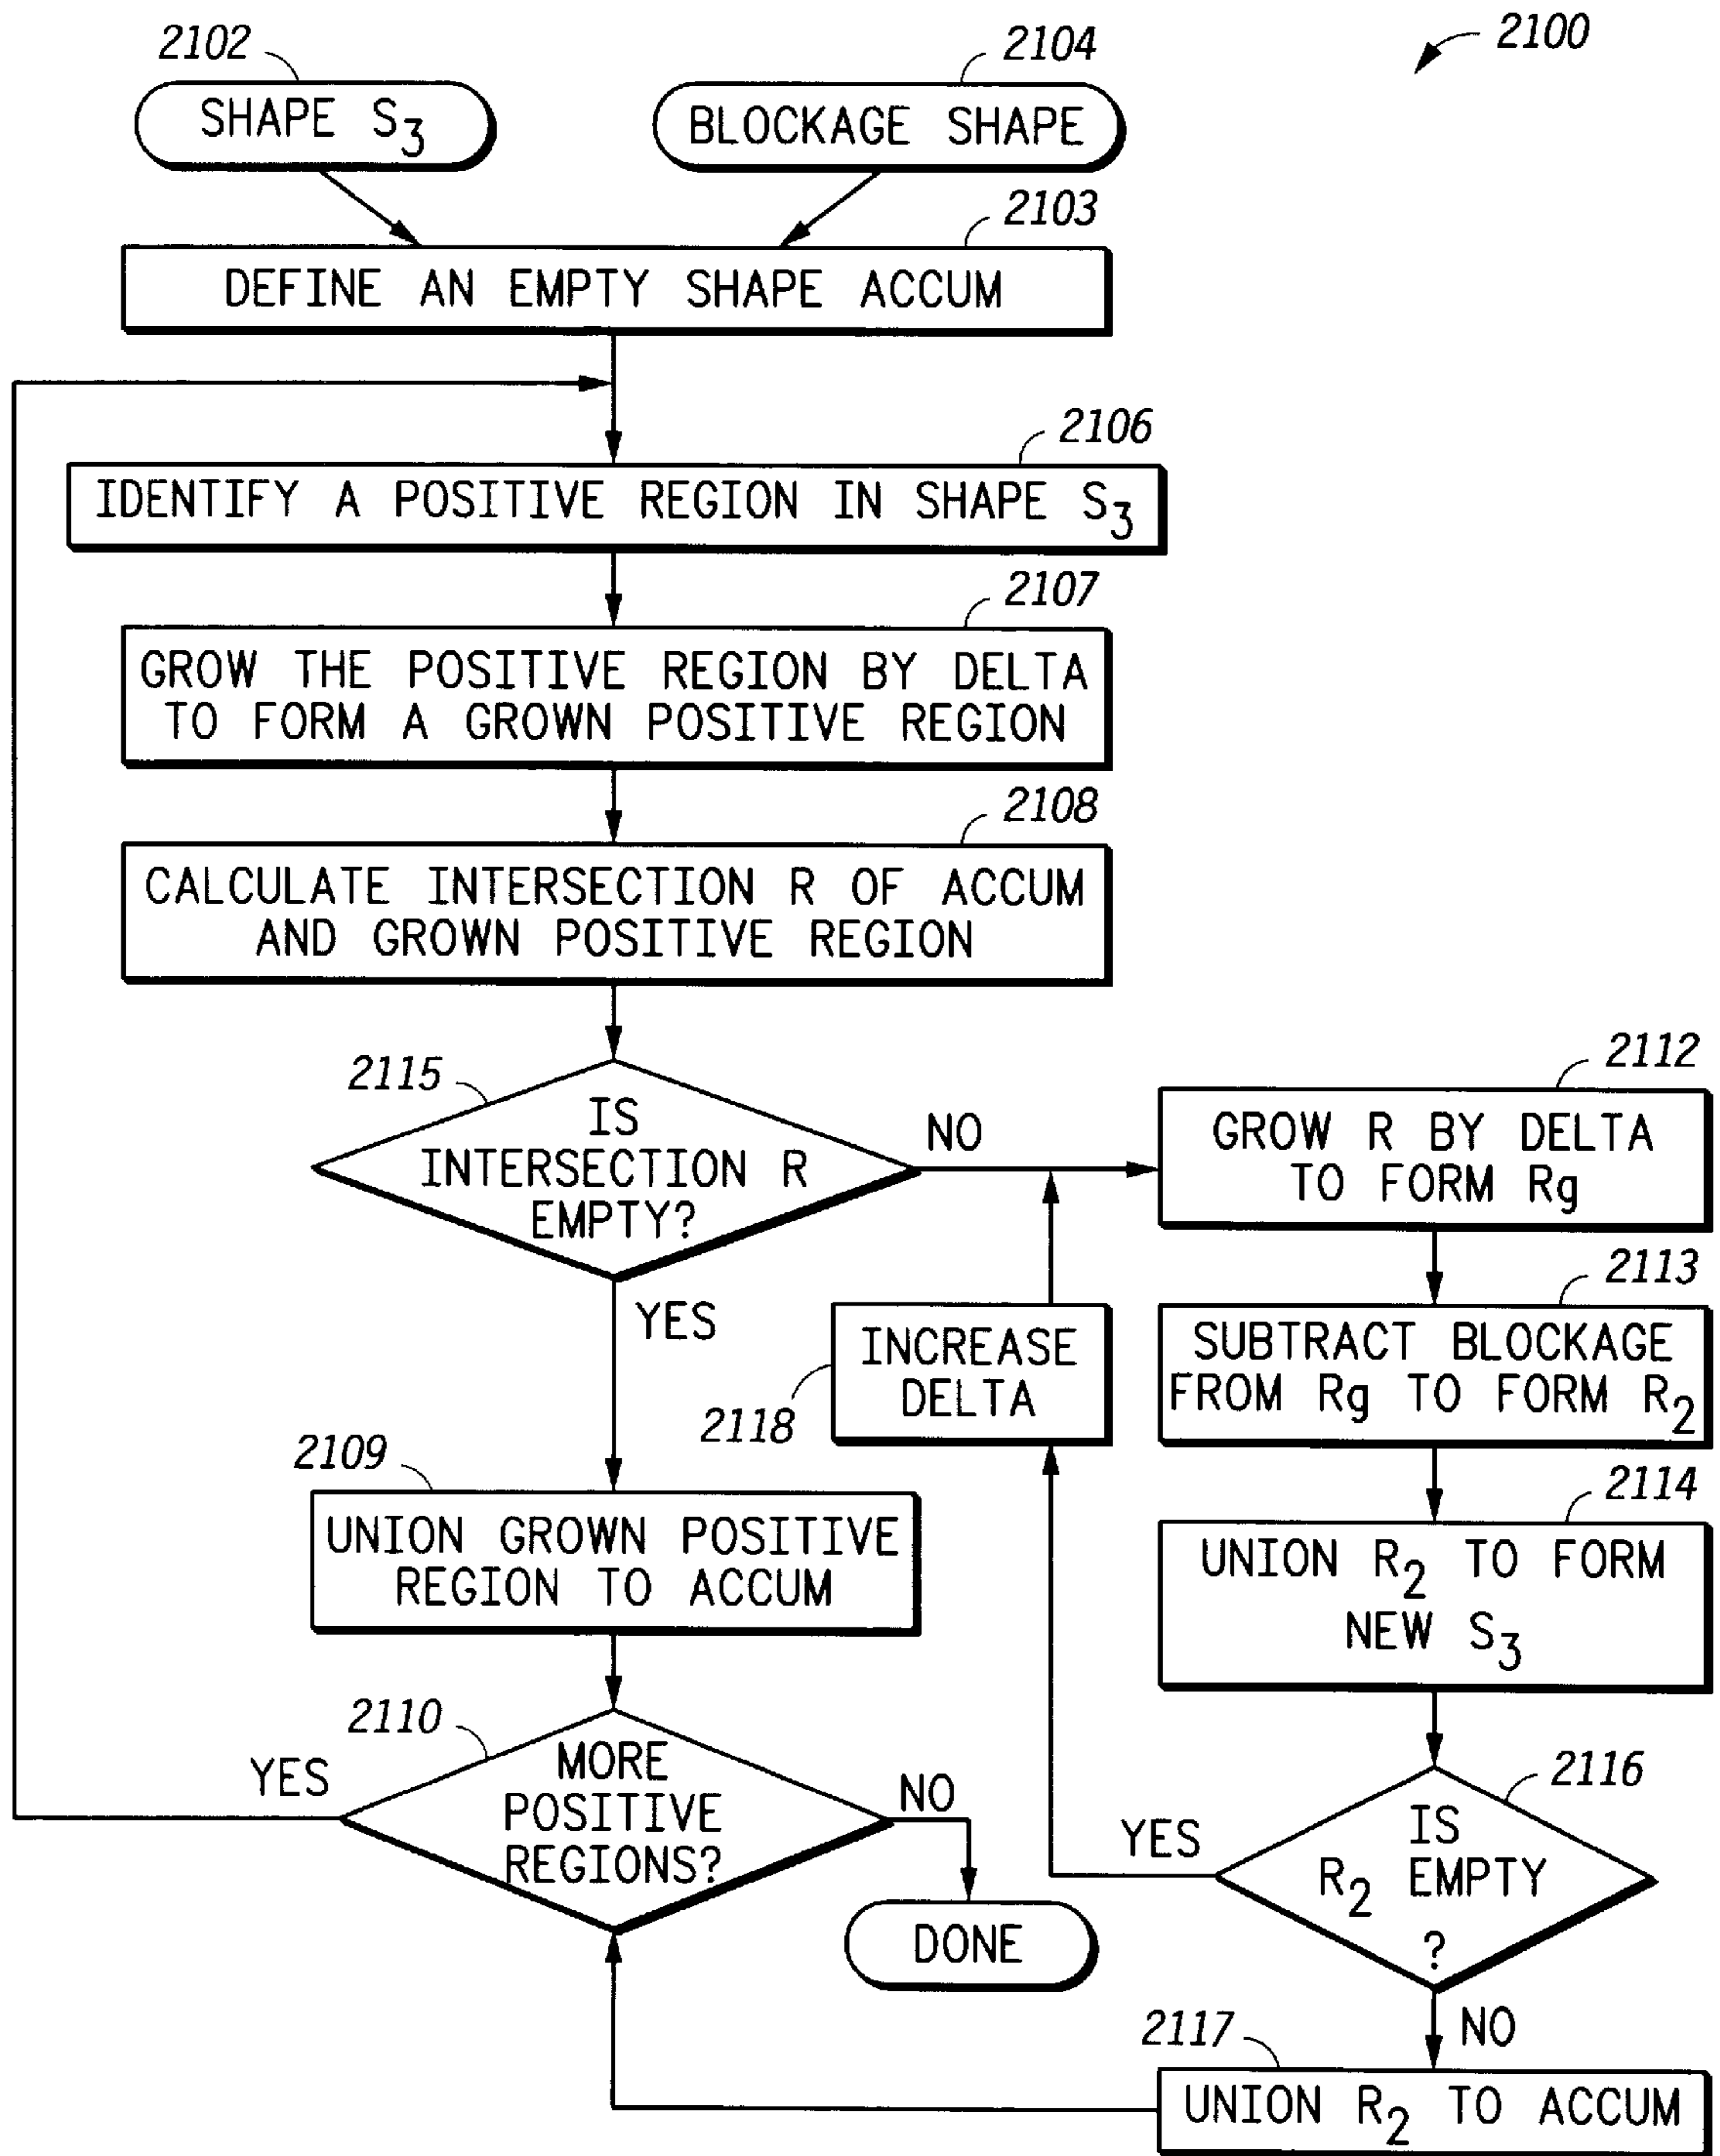 2100
2102
2104
SHAPE S3
BLOCKAGE SHAPE
2103
DEFINE AN EMPTY SHAPE ACCUM
2106
IDENTIFY A POSITIVE REGION IN SHAPE S3
2107
GROW THE POSITIVE REGION BY DELTA
TO FORM A GROWN POSITIVE REGION
2108
CALCULATE INTERSECTION R OF ACCUM
AND GROWN POSITIVE REGION
2115
IS
INTERSECTION R
EMPTY?
NO
YES
2112
GROW R BY DELTA
TO FORM Rg
2113
SUBTRACT BLOCKAGE
FROM Rg TO FORM R2
INCREASE
DELTA
2118
2114
UNION R2 TO FORM
NEW S3
2109
UNION GROWN POSITIVE
REGION TO ACCUM
2110
MORE
POSITIVE
REGIONS?
YES
NO
DONE
2116
IS
R2 EMPTY
?
YES
NO
2117
UNION R2 TO ACCUM